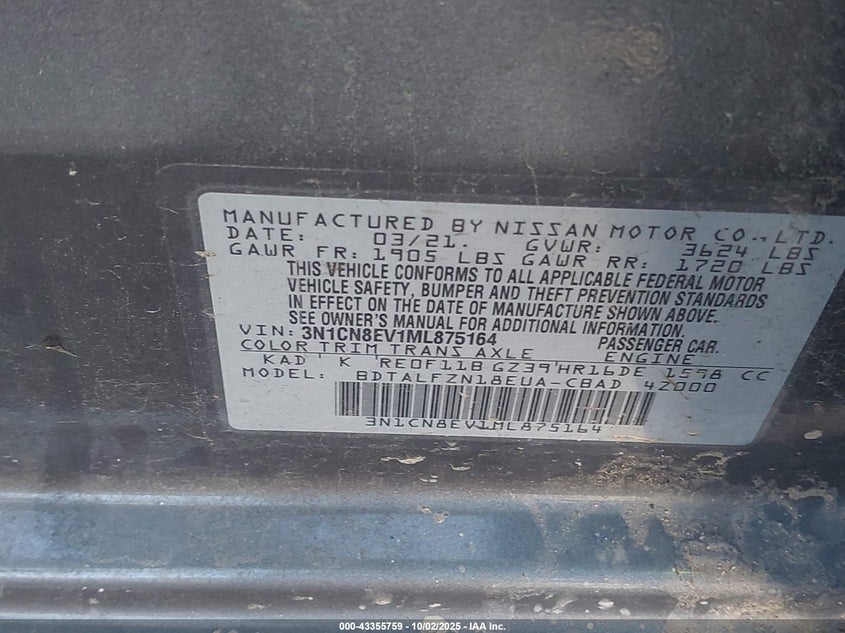 MANUFACTURED BY NISSAN MOTOR CO., LTD.
DATE: 03/21. GVWR: 3624 LBS
GAWR FR: 1905 LBS GAWR RR: 1720 LBS
THIS VEHICLE CONFORMS TO ALL APPLICABLE FEDERAL MOTOR
VEHICLE SAFETY, BUMPER AND THEFT PREVENTION STANDARDS
IN EFFECT ON THE DATE OF MANUFACTURE SHOWN ABOVE.
SEE OWNER'S MANUAL FOR ADDITIONAL INFORMATION.
VIN: 3N1CN8EV1ML875164 PASSENGER CAR.
COLOR TRIM TRANS AXLE ENGINE
KAD ' K 'RE0F11B GZ39'HR16DE 1598 CC
MODEL: BDTALFZN18EUA-CBAD 42000
3N1CN8EV1ML875164
000-43355759 - 10/02/2025 - IAA Inc.